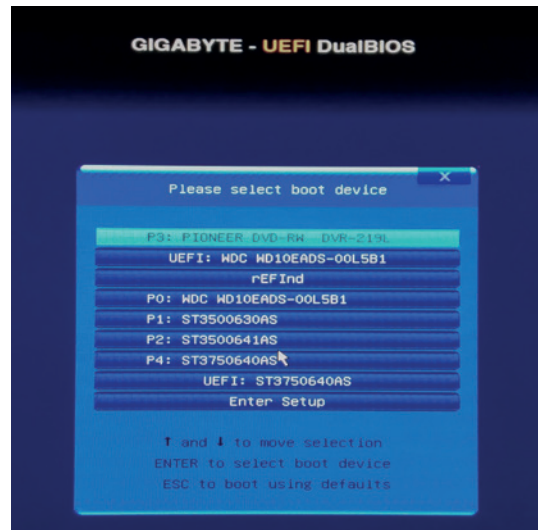 GIGABYTE - UEFI DualBIOS
X
Please select boot device
P3: PIONEER DVD-RW DVR-219L
UEFI: WDC WD10EADS-00L5B1
rEFInd
P0: WDC WD10EADS-00L5B1
P1: ST3500630AS
P2: ST3500641AS
P4: ST3750640AS
UEFI: ST3750640AS
Enter Setup
↑ and ↓ to move selection
ENTER to select boot device
ESC to boot using defaults